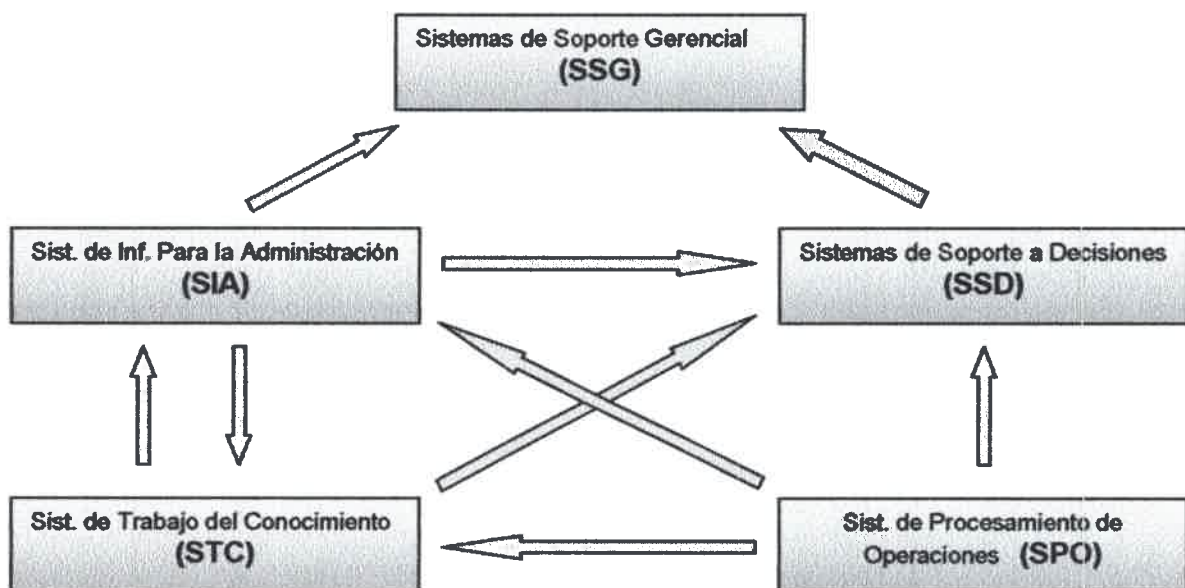 Sistemas de Soporte Gerencial
(SSG)
Sist. de Inf. Para la Administración
(SIA)
Sistemas de Soporte a Decisiones
(SSD)
Sist. de Trabajo del Conocimiento
(STC)
Sist. de Procesamiento de
Operaciones (SPO)